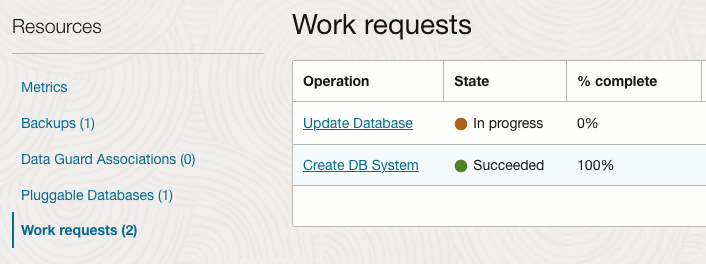 Resources
Metrics
Backups (1)
Data Guard Associations (0)
Pluggable Databases (1)
Work requests (2)
Work requests
Operation State % complete
Update Database In progress 0%
Create DB System Succeeded 100%